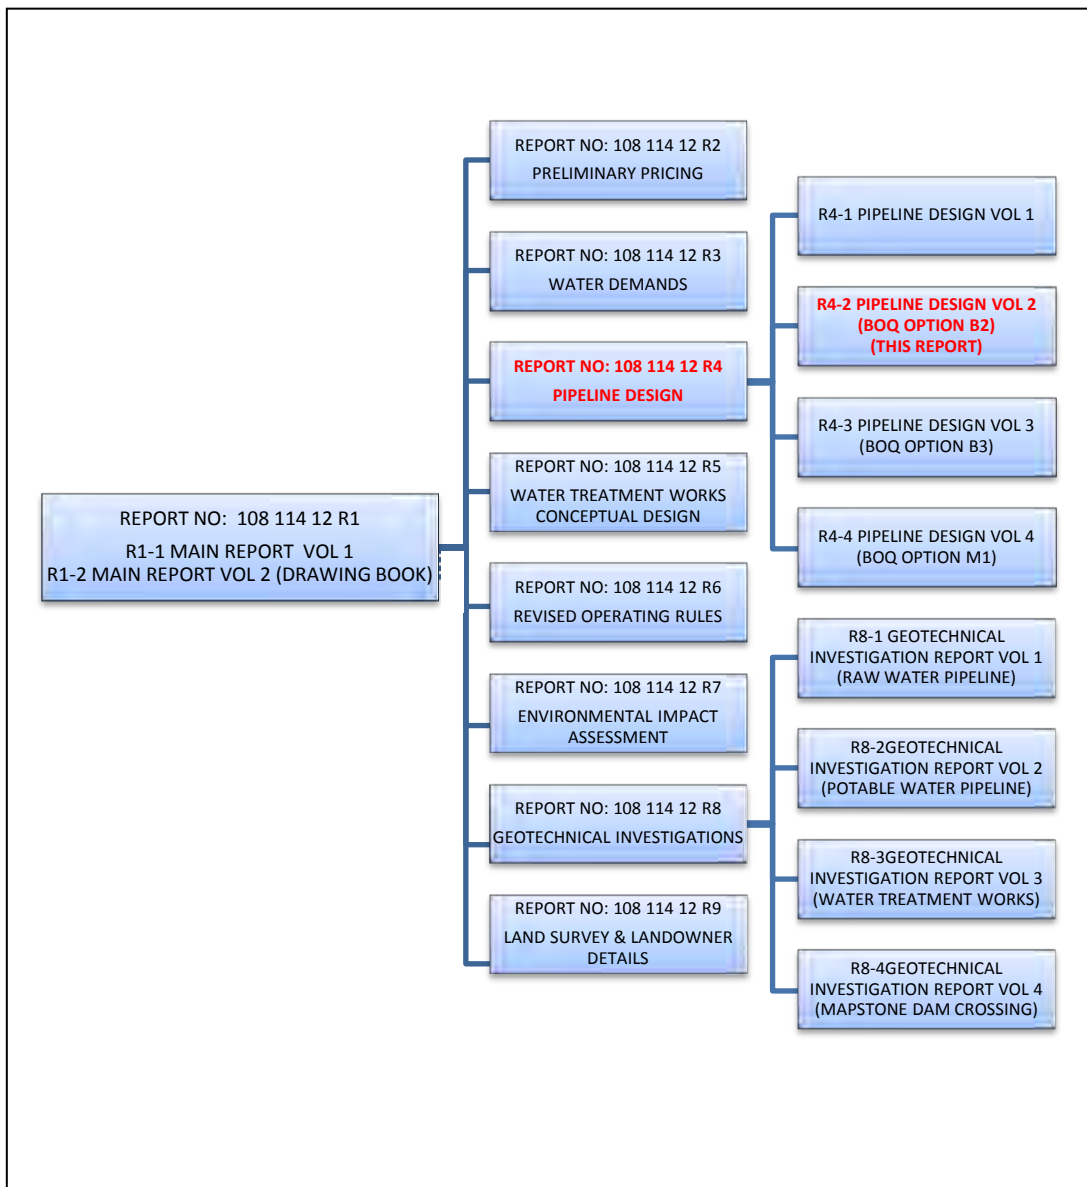 REPORT NO: 108 114 12 R1
R1-1 MAIN REPORT VOL 1
R1-2 MAIN REPORT VOL 2 (DRAWING BOOK)
REPORT NO: 108 114 12 R2
PRELIMINARY PRICING
REPORT NO: 108 114 12 R3
WATER DEMANDS
REPORT NO: 108 114 12 R4
PIPELINE DESIGN
REPORT NO: 108 114 12 R5
WATER TREATMENT WORKS
CONCEPTUAL DESIGN
REPORT NO: 108 114 12 R6
REVISED OPERATING RULES
REPORT NO: 108 114 12 R7
ENVIRONMENTAL IMPACT
ASSESSMENT
REPORT NO: 108 114 12 R8
GEOTECHNICAL INVESTIGATIONS
REPORT NO: 108 114 12 R9
LAND SURVEY & LANDOWNER
DETAILS
R4-1 PIPELINE DESIGN VOL 1
R4-2 PIPELINE DESIGN VOL 2
(BOQ OPTION B2)
(THIS REPORT)
R4-3 PIPELINE DESIGN VOL 3
(BOQ OPTION B3)
R4-4 PIPELINE DESIGN VOL 4
(BOQ OPTION M1)
R8-1 GEOTECHNICAL
INVESTIGATION REPORT VOL 1
(RAW WATER PIPELINE)
R8-2GEOTECHNICAL
INVESTIGATION REPORT VOL 2
(POTABLE WATER PIPELINE)
R8-3GEOTECHNICAL
INVESTIGATION REPORT VOL 3
(WATER TREATMENT WORKS)
R8-4GEOTECHNICAL
INVESTIGATION REPORT VOL 4
(MAPSTONE DAM CROSSING)